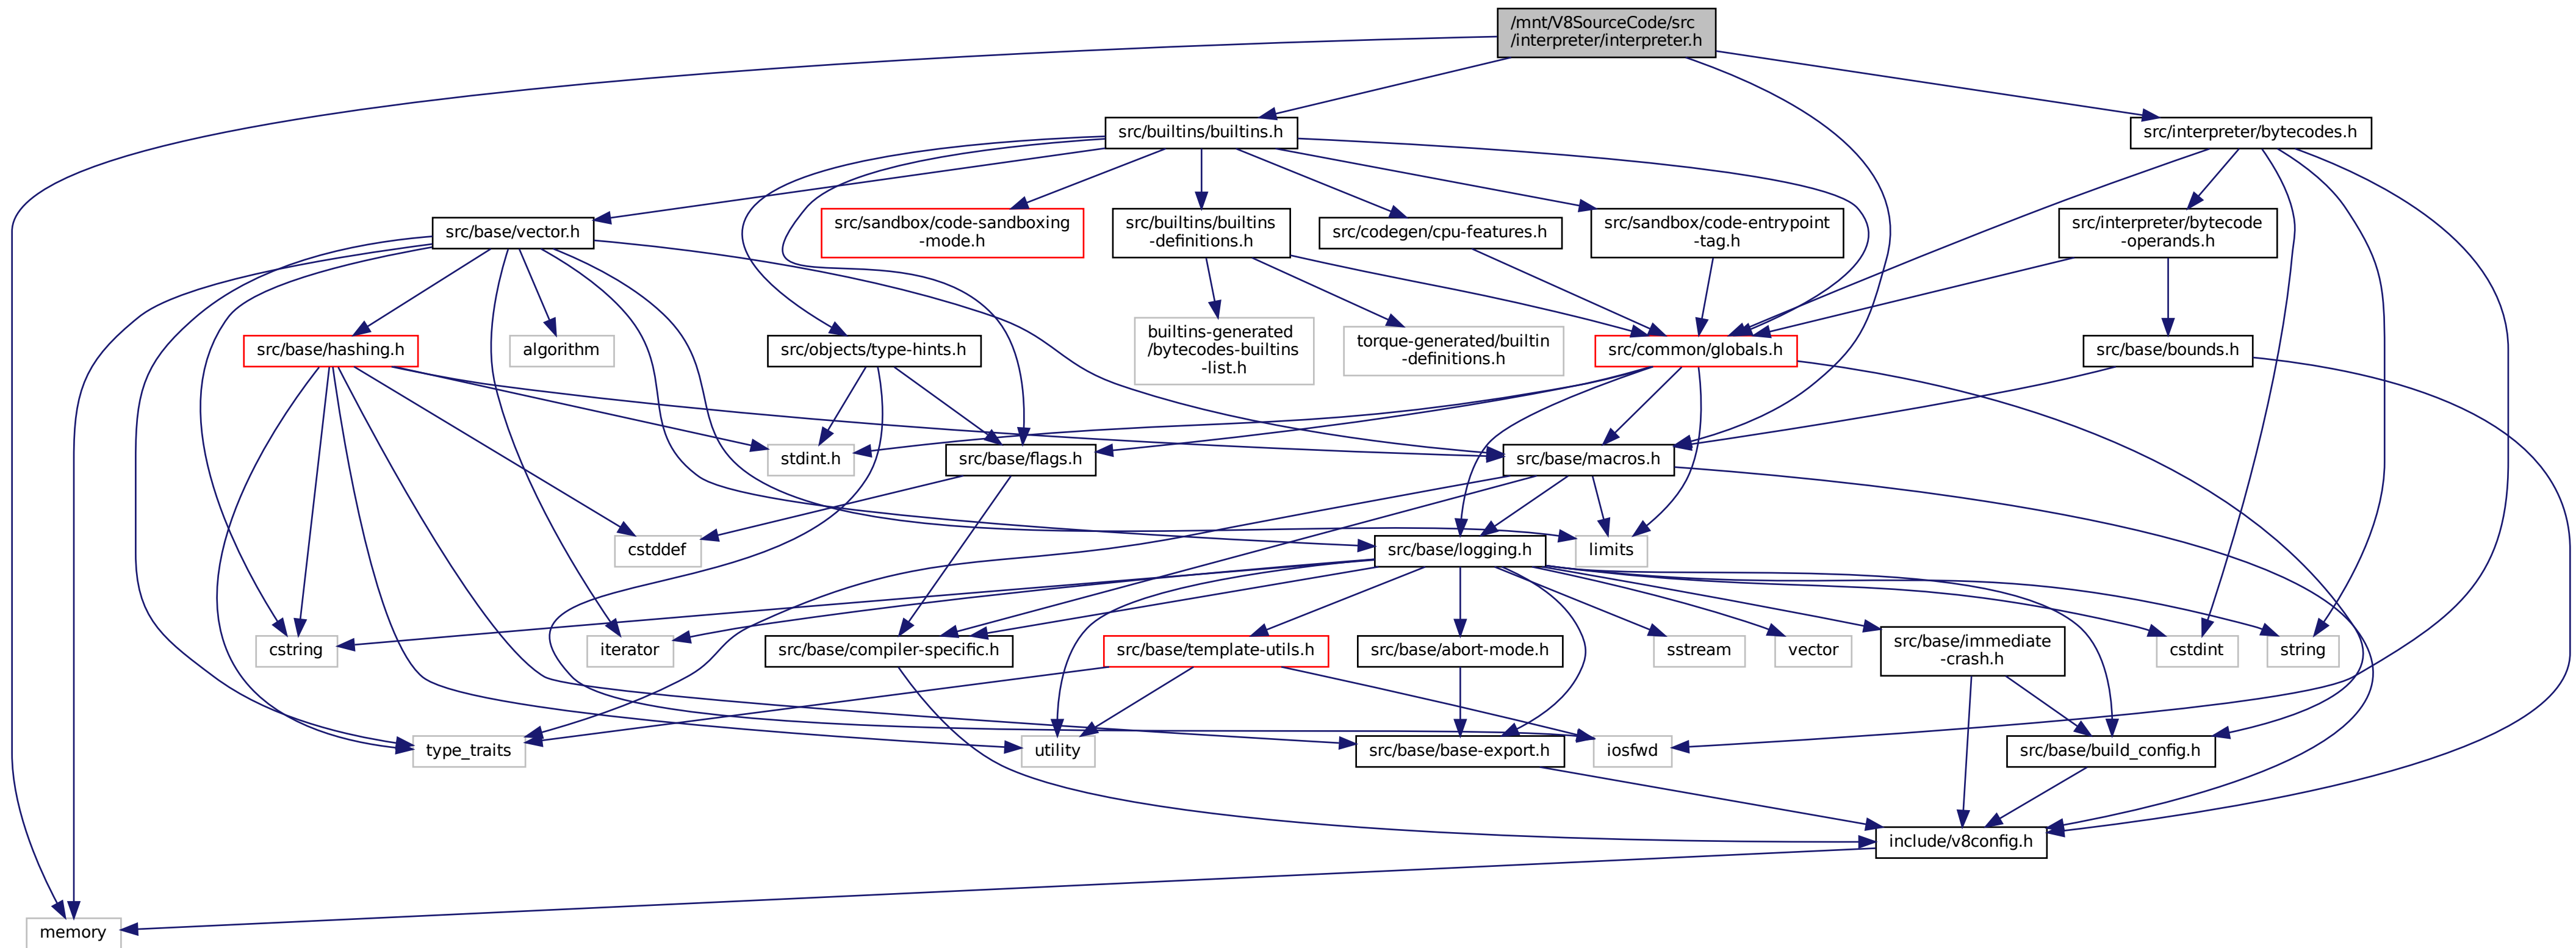 /mnt/V8SourceCode/src
/interpreter/interpreter.h
src/builtins/builtins.h
src/interpreter/bytecodes.h
src/base/vector.h
src/sandbox/code-sandboxing
-mode.h
src/builtins/builtins
-definitions.h
src/codegen/cpu-features.h
src/sandbox/code-entrypoint
-tag.h
src/interpreter/bytecode
-operands.h
src/base/hashing.h
algorithm
src/objects/type-hints.h
builtins-generated
/bytecodes-builtins
-list.h
torque-generated/builtin
-definitions.h
src/common/globals.h
src/base/bounds.h
stdint.h
src/base/flags.h
src/base/macros.h
cstddef
src/base/logging.h
limits
cstring
iterator
src/base/compiler-specific.h
src/base/template-utils.h
src/base/abort-mode.h
sstream
vector
src/base/immediate
-crash.h
cstdint
string
type_traits
utility
src/base/base-export.h
iosfwd
src/base/build_config.h
include/v8config.h
memory